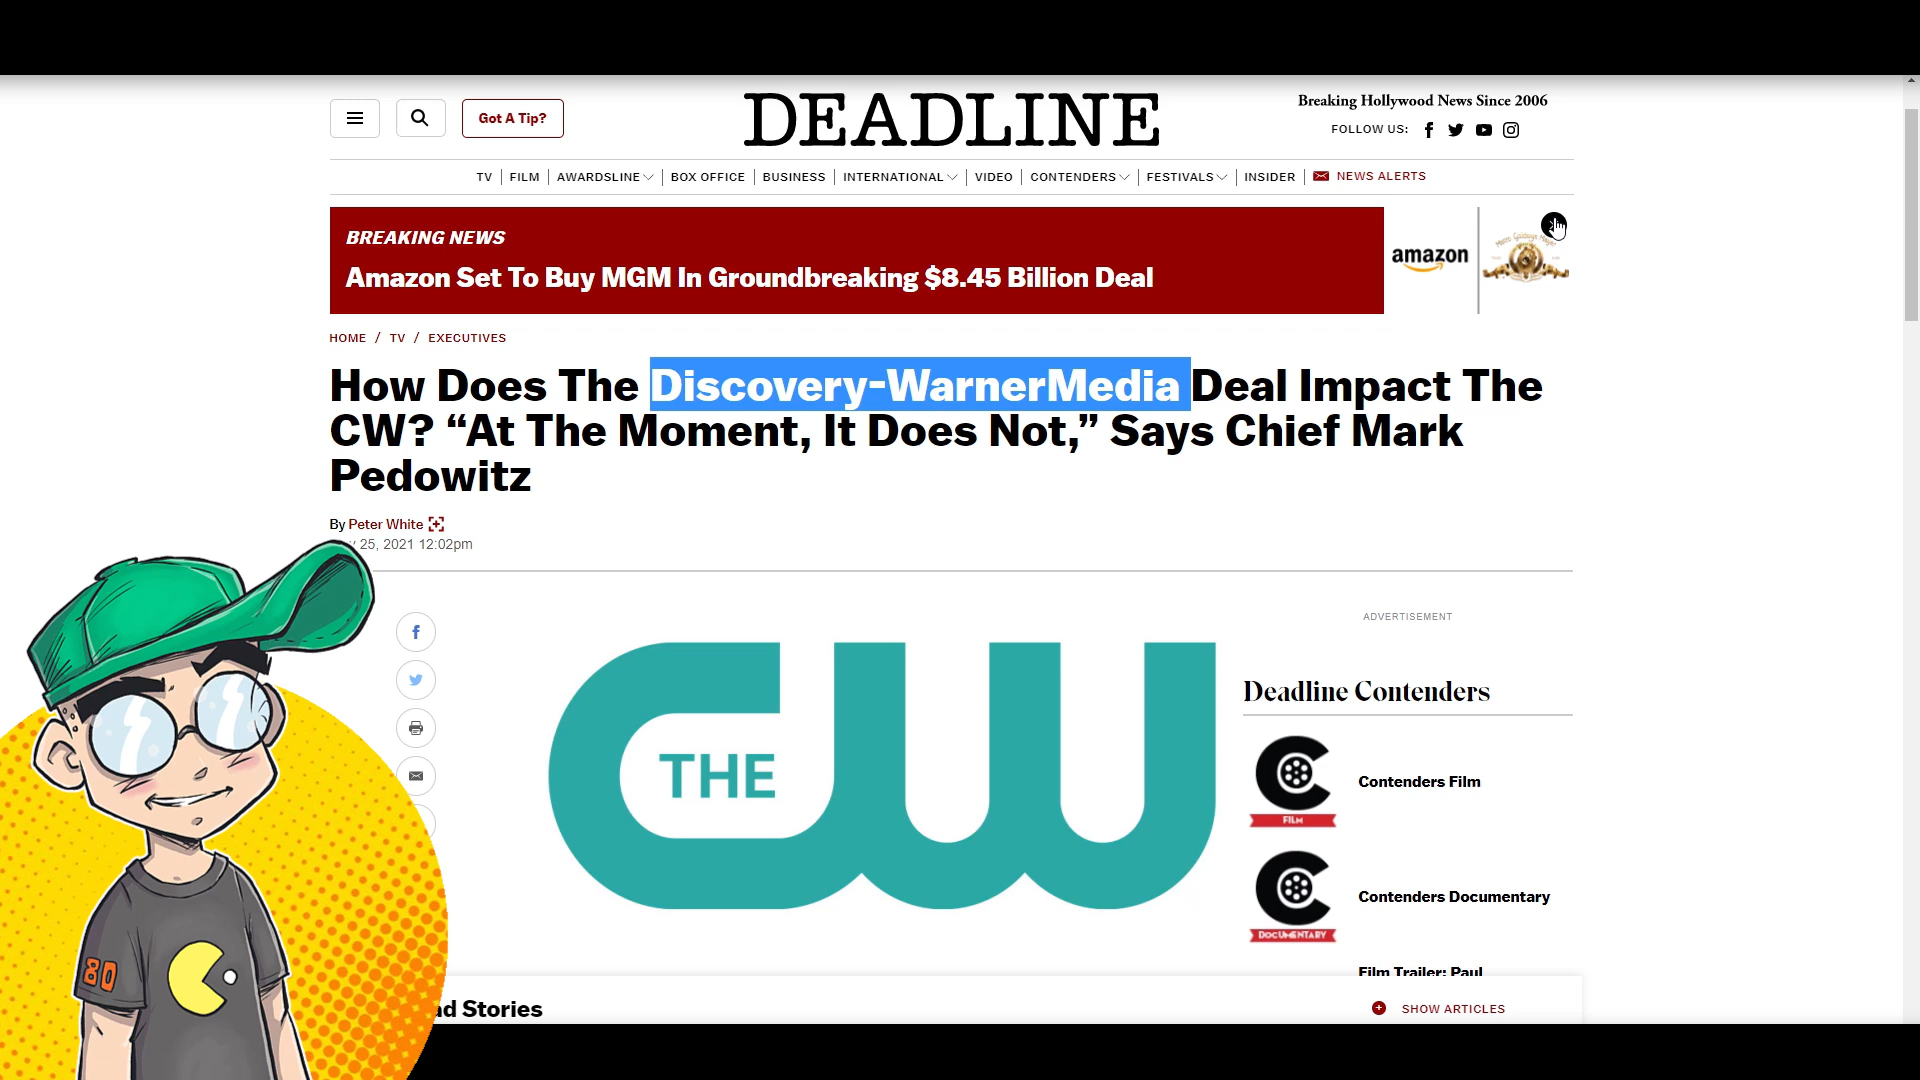 Got A Tip?
DEADLINE
Breaking Hollywood News Since 2006
FOLLOW US:
TV
FILM
AWARDSLINE
BOX OFFICE
BUSINESS
INTERNATIONAL
VIDEO
CONTENDERS
FESTIVALS
INSIDER
NEWS ALERTS
BREAKING NEWS
Amazon Set To Buy MGM In Groundbreaking $8.45 Billion Deal
amazon
HOME / TV / EXECUTIVES
How Does The Discovery-WarnerMedia Deal Impact The
CW? “At The Moment, It Does Not,” Says Chief Mark
Pedowitz
By Peter White
25, 2021 12:02pm
THE CW
ADVERTISEMENT
Deadline Contenders
FILM
Contenders Film
DOCUMENTARY
Contenders Documentary
Film Trailer: Paul
Stories
SHOW ARTICLES
80